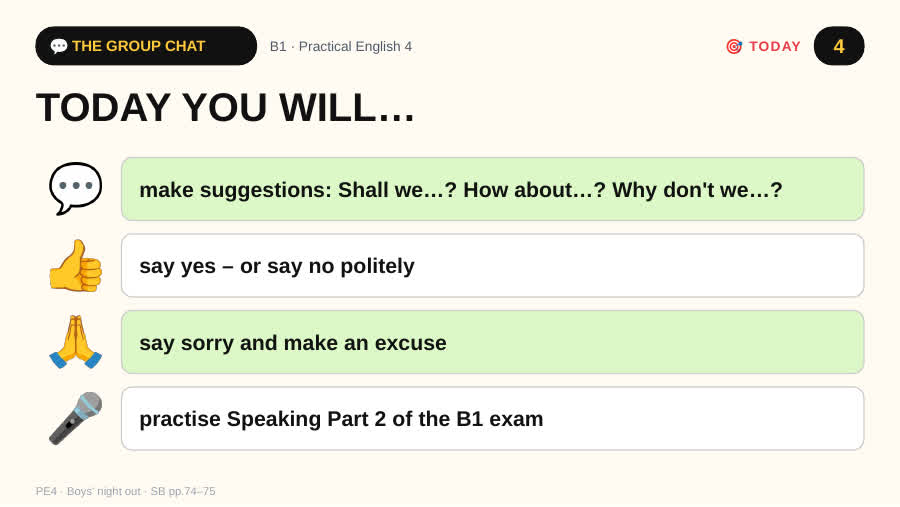 💬 THE GROUP CHAT
B1 · Practical English 4
🎯 TODAY
4
TODAY YOU WILL…
make suggestions: Shall we…? How about…? Why don't we…?
say yes – or say no politely
say sorry and make an excuse
practise Speaking Part 2 of the B1 exam
PE4 · Boys' night out · SB pp.74–75